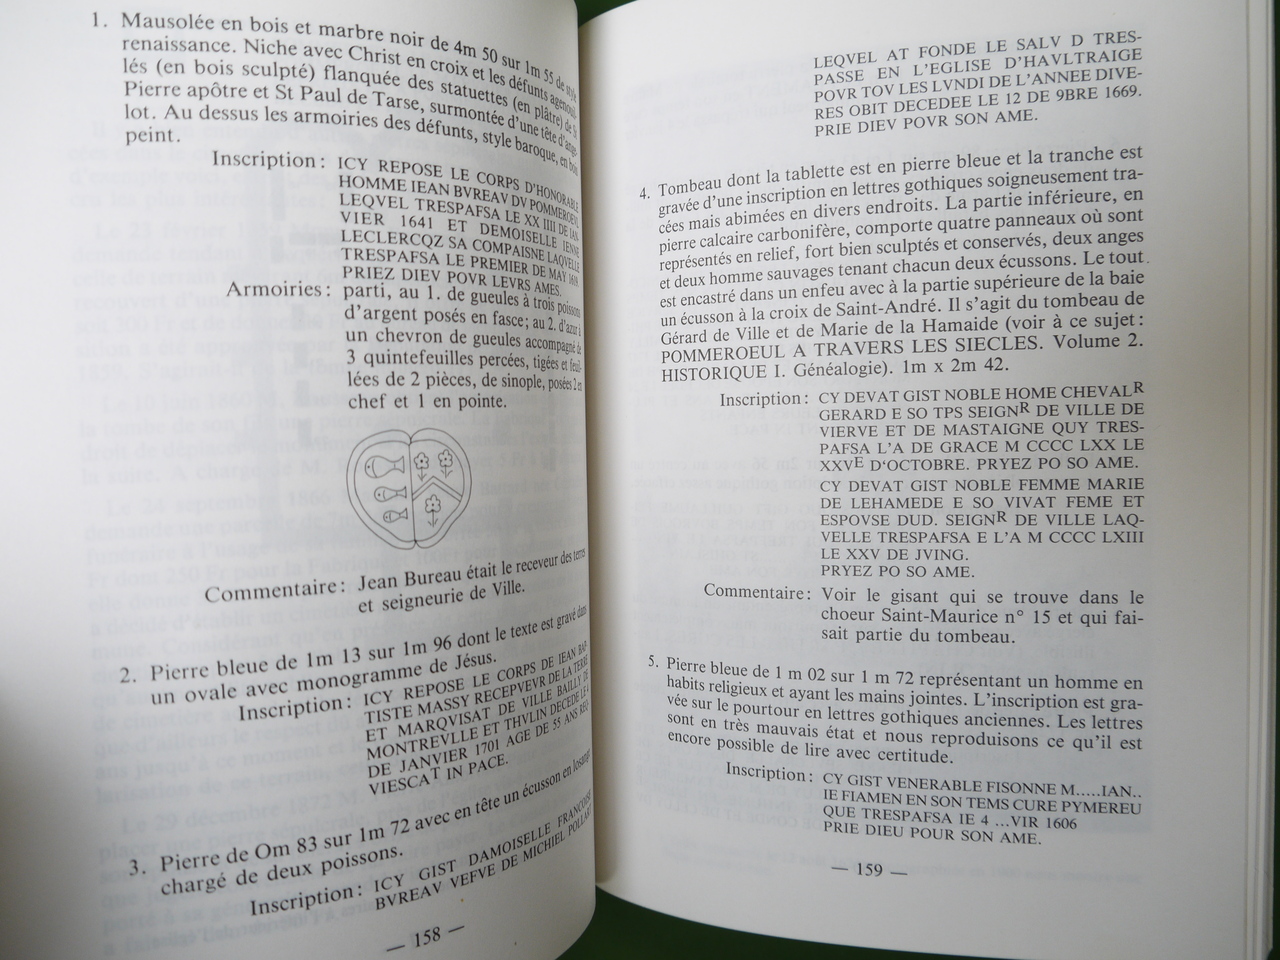 1. Mausolée en bois et marbre noir de 4m 50 sur 1m 55 de style
renaissance. Niche avec Christ en croix et les défunts agenouil-
lés (en bois sculpté) flanquée des statuettes (en plâtre) de St
Pierre apôtre et St Paul de Tarse, surmontée d'une tête d'ange-
lot. Au dessus les armoiries des défunts, style baroque, en bois
peint.
Inscription : ICY REPOSE LE CORPS D'HONORABLE
HOMME IEAN BVREAV DV POMMEROEVL
LEQVEL TRESPAFSA LE XX IIII DE IAN-
VIER 1641 ET DEMOISELLE IENNE
LECLERCQZ SA COMPAISNE LAQVELLE
TRESPAFSA LE PREMIER DE MAY
PRIEZ DIEV POVR LEVRS AMES.
Armoiries : parti, au 1. de gueules à trois poissons
d'argent posés en fasce; au 2. d'azur à
un chevron de gueules accompagné de
3 quintefeuilles percées, tigées et feuil-
lées de 2 pièces, de sinople, posées 2 en
chef et 1 en pointe.
Commentaire : Jean Bureau était le receveur des terres
et seigneurie de Ville.
2. Pierre bleue de 1m 13 sur 1m 96 dont le texte est gravé dans
un ovale avec monogramme de Jésus.
Inscription : ICY REPOSE LE CORPS DE IEAN BAP-
TISTE MASSY RECEPVEVR DE LA TERRE
ET MARQVISAT DE VILLE BAILLY DE
MONTREVLLE ET THVLIN DECEDE LE
DE JANVIER 1701 AGE DE 55 ANS REQ-
VIESCAT IN PACE.
3. Pierre de Om 83 sur 1m 72 avec en tête un écusson en losange
chargé de deux poissons.
Inscription : ICY GIST DAMOISELLE FRANCOISE
BVREAV VEFVE DE MICHIEL POLLART
— 158 —
LEQVEL AT FONDE LE SALV D TRES-
PASSE EN L'EGLISE D'HAVLTRAIGE
POVR TOV LES LVNDI DE L'ANNEE DIVE-
RES OBIT DECEDEE LE 12 DE 9BRE 1669.
PRIE DIEV POVR SON AME.
4. Tombeau dont la tablette est en pierre bleue et la tranche est
gravée d'une inscription en lettres gothiques soigneusement tra-
cées mais abimées en divers endroits. La partie inférieure, en
pierre calcaire carbonifère, comporte quatre panneaux où sont
représentés en relief, fort bien sculptés et conservés, deux anges
et deux homme sauvages tenant chacun deux écussons. Le tout
est encastré dans un enfeu avec à la partie supérieure de la baie
un écusson à la croix de Saint-André. Il s'agit du tombeau de
Gérard de Ville et de Marie de la Hamaide (voir à ce sujet :
POMMEROEUL A TRAVERS LES SIECLES. Volume 2.
HISTORIQUE I. Généalogie). 1m x 2m 42.
Inscription : CY DEVAT GIST NOBLE HOME CHEVALR
GERARD E SO TPS SEIGNR DE VILLE DE
VIERVE ET DE MASTAIGNE QUY TRES-
PAFSA L'A DE GRACE M CCCC LXX LE
XXVE D'OCTOBRE. PRYEZ PO SO AME.
CY DEVAT GIST NOBLE FEMME MARIE
DE LEHAMEDE E SO VIVAT FEME ET
ESPOVSE DUD. SEIGNR DE VILLE LAQ-
VELLE TRESPAFSA E L'A M CCCC LXIII
LE XXV DE JVING.
PRYEZ PO SO AME.
Commentaire : Voir le gisant qui se trouve dans le
choeur Saint-Maurice n° 15 et qui fai-
sait partie du tombeau.
5. Pierre bleue de 1 m 02 sur 1 m 72 représentant un homme en
habits religieux et ayant les mains jointes. L'inscription est gra-
vée sur le pourtour en lettres gothiques anciennes. Les lettres
sont en très mauvais état et nous reproduisons ce qu'il est
encore possible de lire avec certitude.
Inscription : CY GIST VENERABLE FISONNE M.....IAN..
IE FIAMEN EN SON TEMS CURE PYMEREU
QUE TRESPAFSA IE 4 ...VIR 1606
PRIE DIEU POUR SON AME.
— 159 —